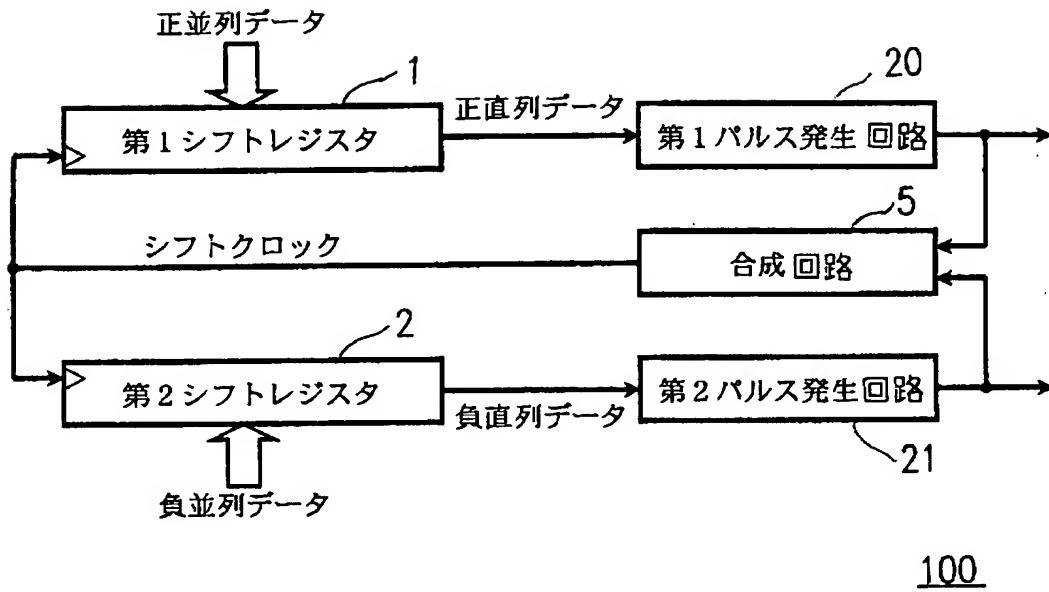 正並列データ
1
第1シフトレジスタ
正直列データ
20
第1パルス発生回路
シフトクロック
5
合成回路
2
第2シフトレジスタ
負直列データ
第2パルス発生回路
21
負並列データ
100